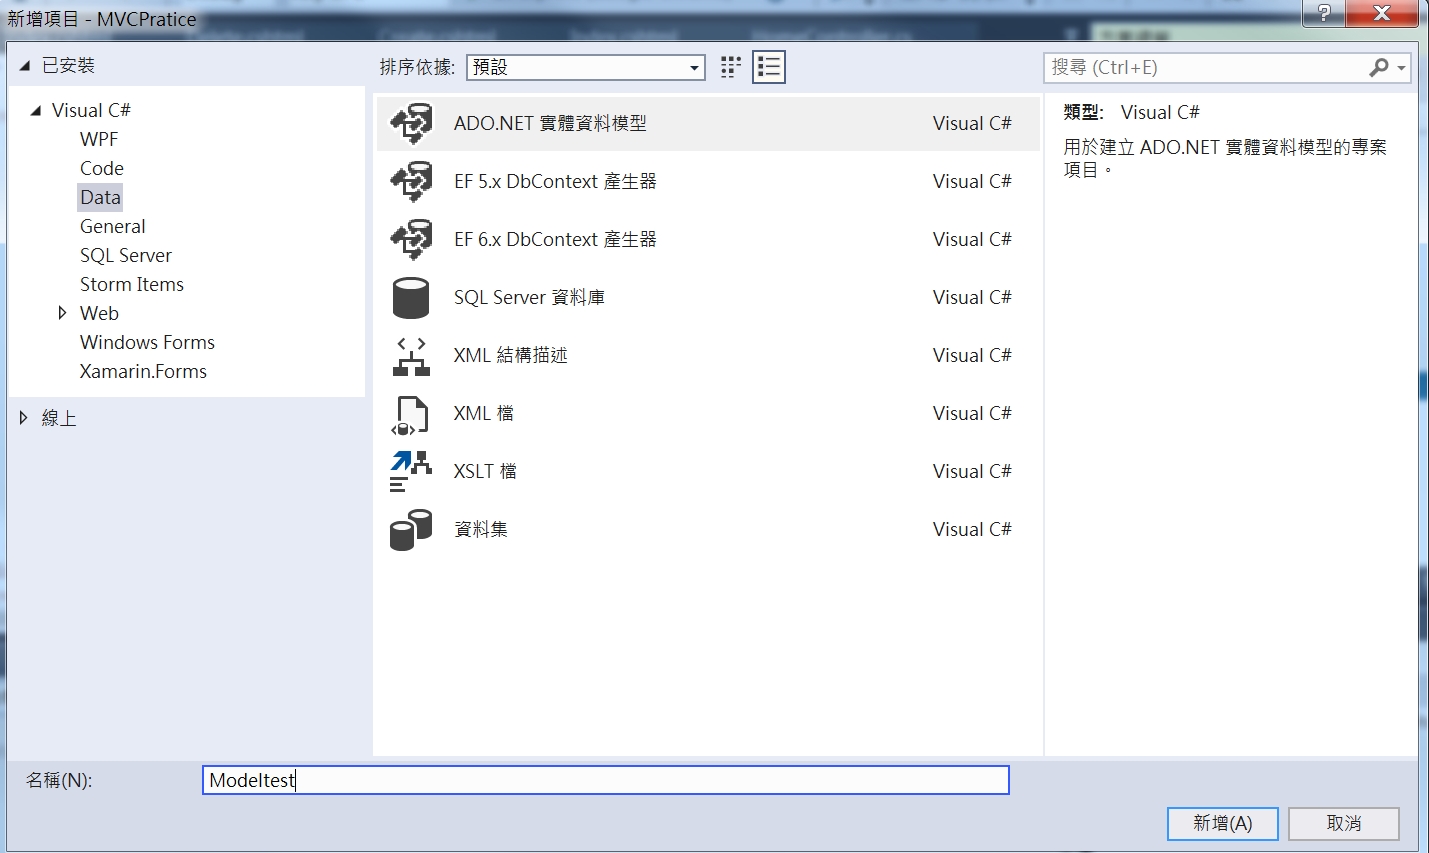 新增項目 - MVCPratice
?
已安裝
排序依據:
預設
搜尋 (Ctrl+E)
Visual C#
WPF
Code
Data
General
SQL Server
Storm Items
Web
Windows Forms
Xamarin.Forms
線上
ADO.NET 實體資料模型 Visual C#
EF 5.x DbContext 產生器 Visual C#
EF 6.x DbContext 產生器 Visual C#
SQL Server 資料庫 Visual C#
XML 結構描述 Visual C#
XML 檔 Visual C#
XSLT 檔 Visual C#
資料集 Visual C#
類型: Visual C#
用於建立 ADO.NET 實體資料模型的專案
項目。
名稱(N):
Modeltest
新增(A)
取消